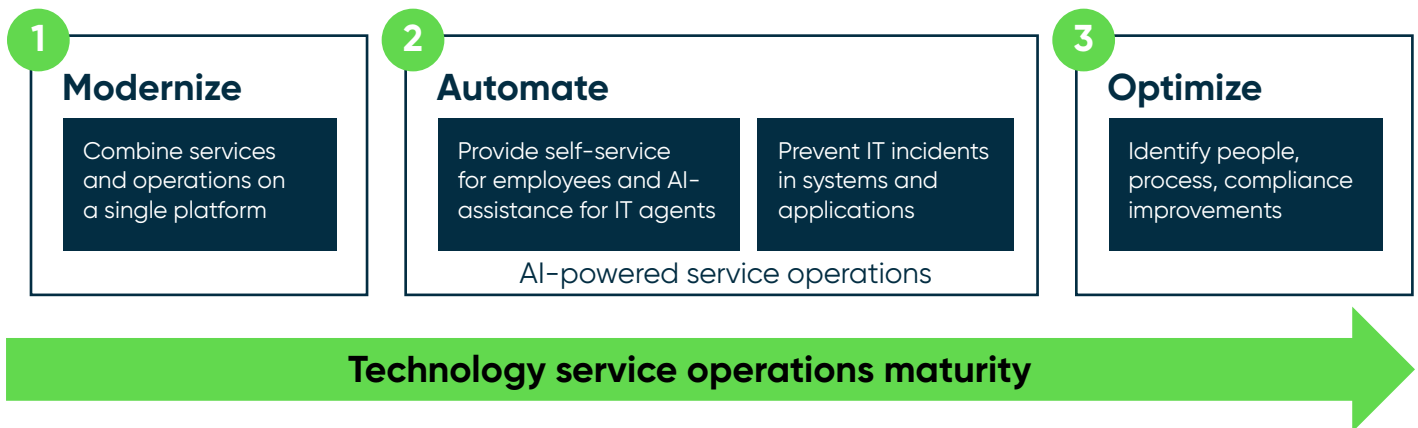 1
Modernize
Combine services
and operations on
a single platform
2
Automate
Provide self-service
for employees and AI-
assistance for IT agents
Prevent IT incidents
in systems and
applications
AI-powered service operations
3
Optimize
Identify people,
process, compliance
improvements
Technology service operations maturity